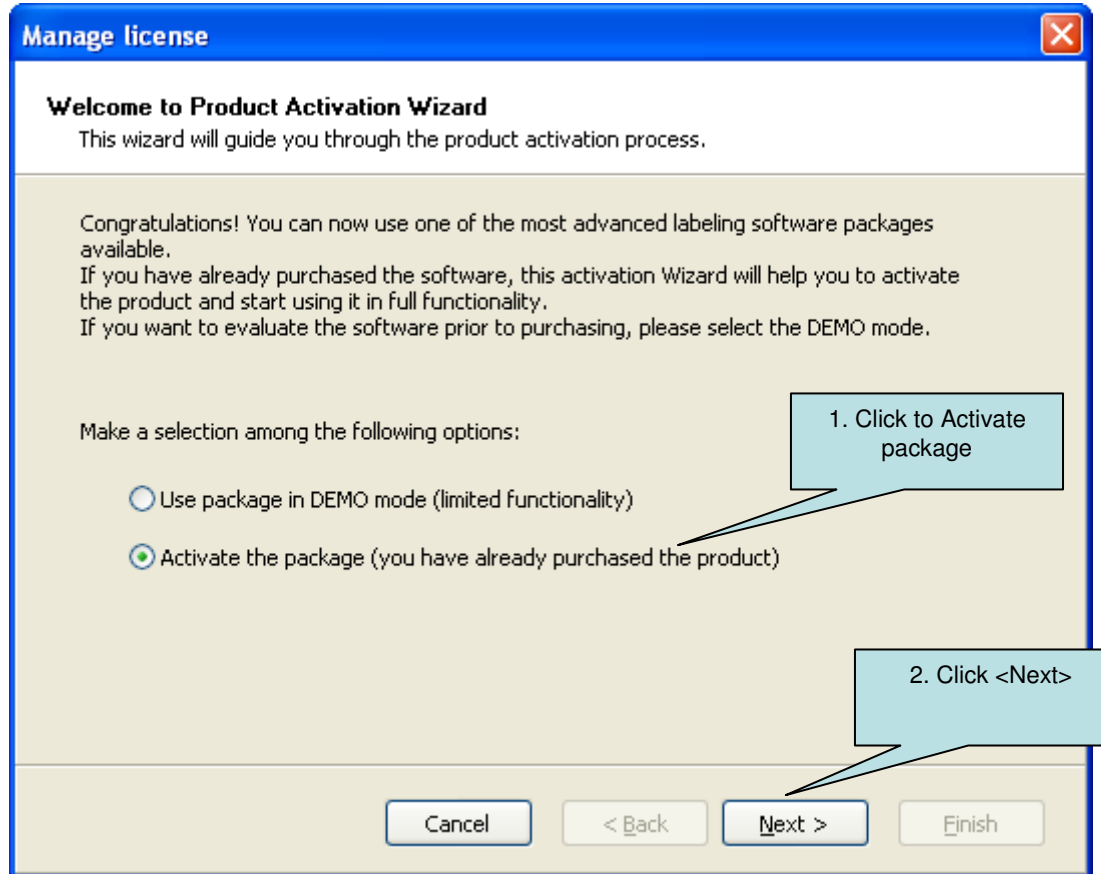 Manage license
Welcome to Product Activation Wizard
This wizard will guide you through the product activation process.
Congratulations! You can now use one of the most advanced labeling software packages
available.
If you have already purchased the software, this activation Wizard will help you to activate
the product and start using it in full functionality.
If you want to evaluate the software prior to purchasing, please select the DEMO mode.
1. Click to Activate
package
Make a selection among the following options:
Use package in DEMO mode (limited functionality)
Activate the package (you have already purchased the product)
2. Click <Next>
Cancel
< Back
Next >
Finish